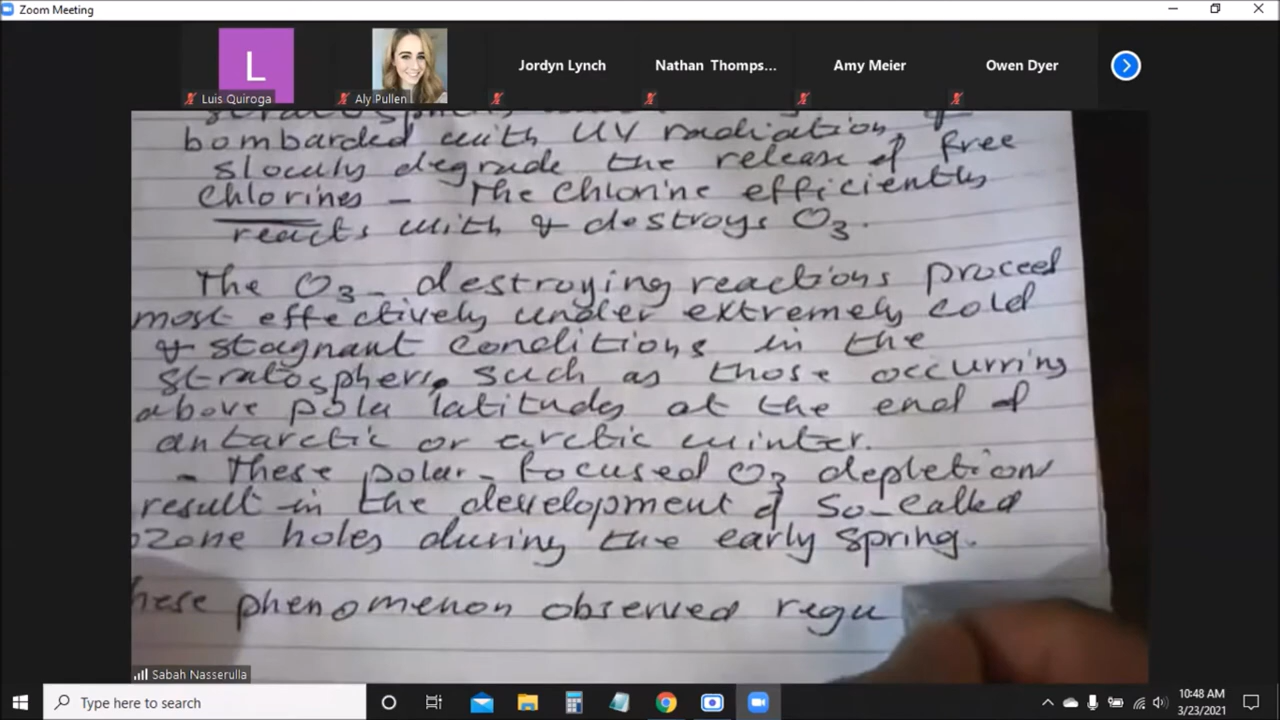 Zoom Meeting
L
Luis Quiroga
Aly Pullen
Jordyn Lynch
Nathan Thomps...
Amy Meier
Owen Dyer
bombarded with UV radiation &
slowly degrade the release of free
Chlorines - The Chlorine efficiently
reacts with & destroys O3.
The O3- destroying reactions proceed
most effectively under extremely cold
& stagnant conditions in the
stratospheric such as those occurring
above pola latitudes at the end of
antarctic or arctic winter.
- These polar- focused O3 depletion
result in the development of so-called
ozone holes during the early spring.
hese phenomenon observed regu
Sabah Nasserulla
Type here to search
10:48 AM
3/23/2021